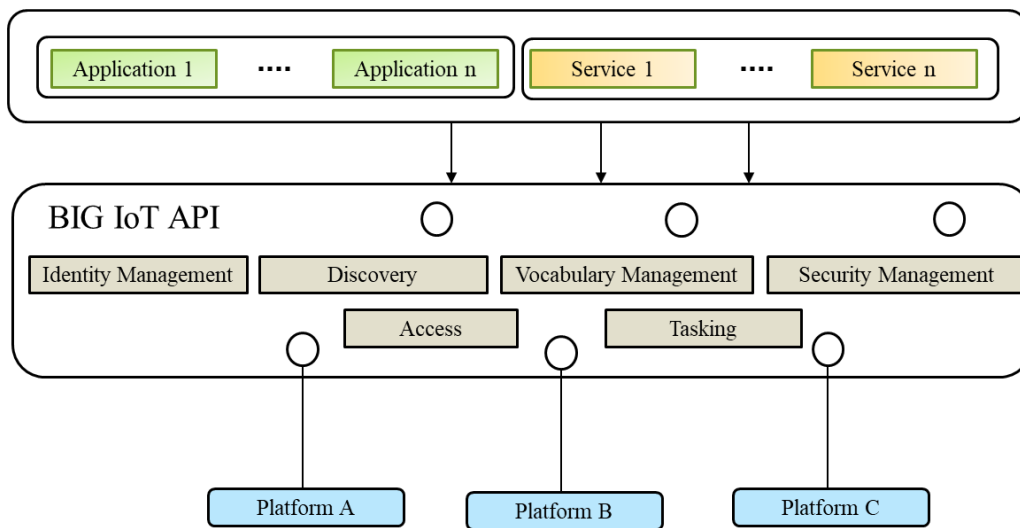 Application 1 .... Application n Service 1 .... Service n
BIG IoT API
Identity Management Discovery Vocabulary Management Security Management
Access Tasking
Platform A Platform B Platform C